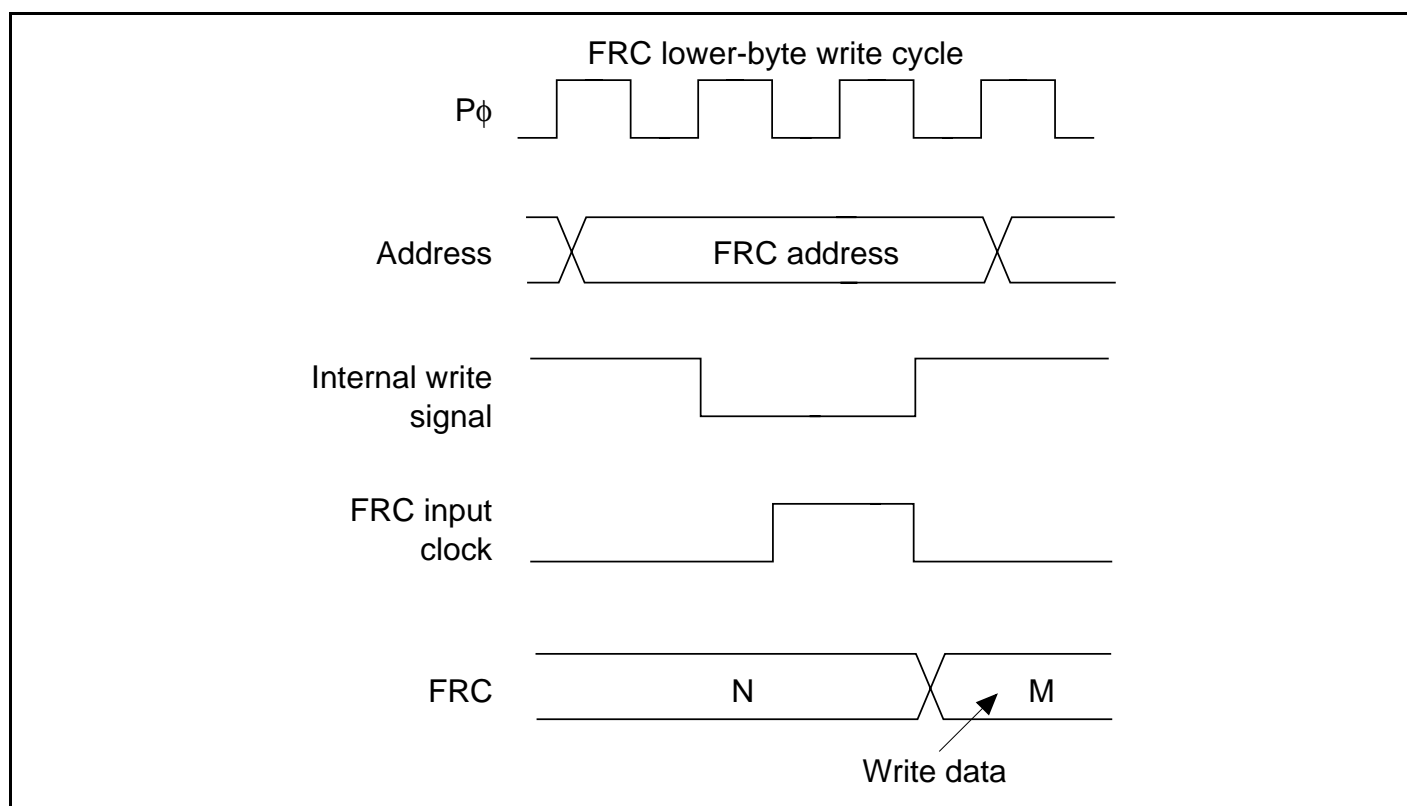 FRC lower-byte write cycle
Pϕ
Address
FRC address
Internal write
signal
FRC input
clock
FRC
N
M
Write data